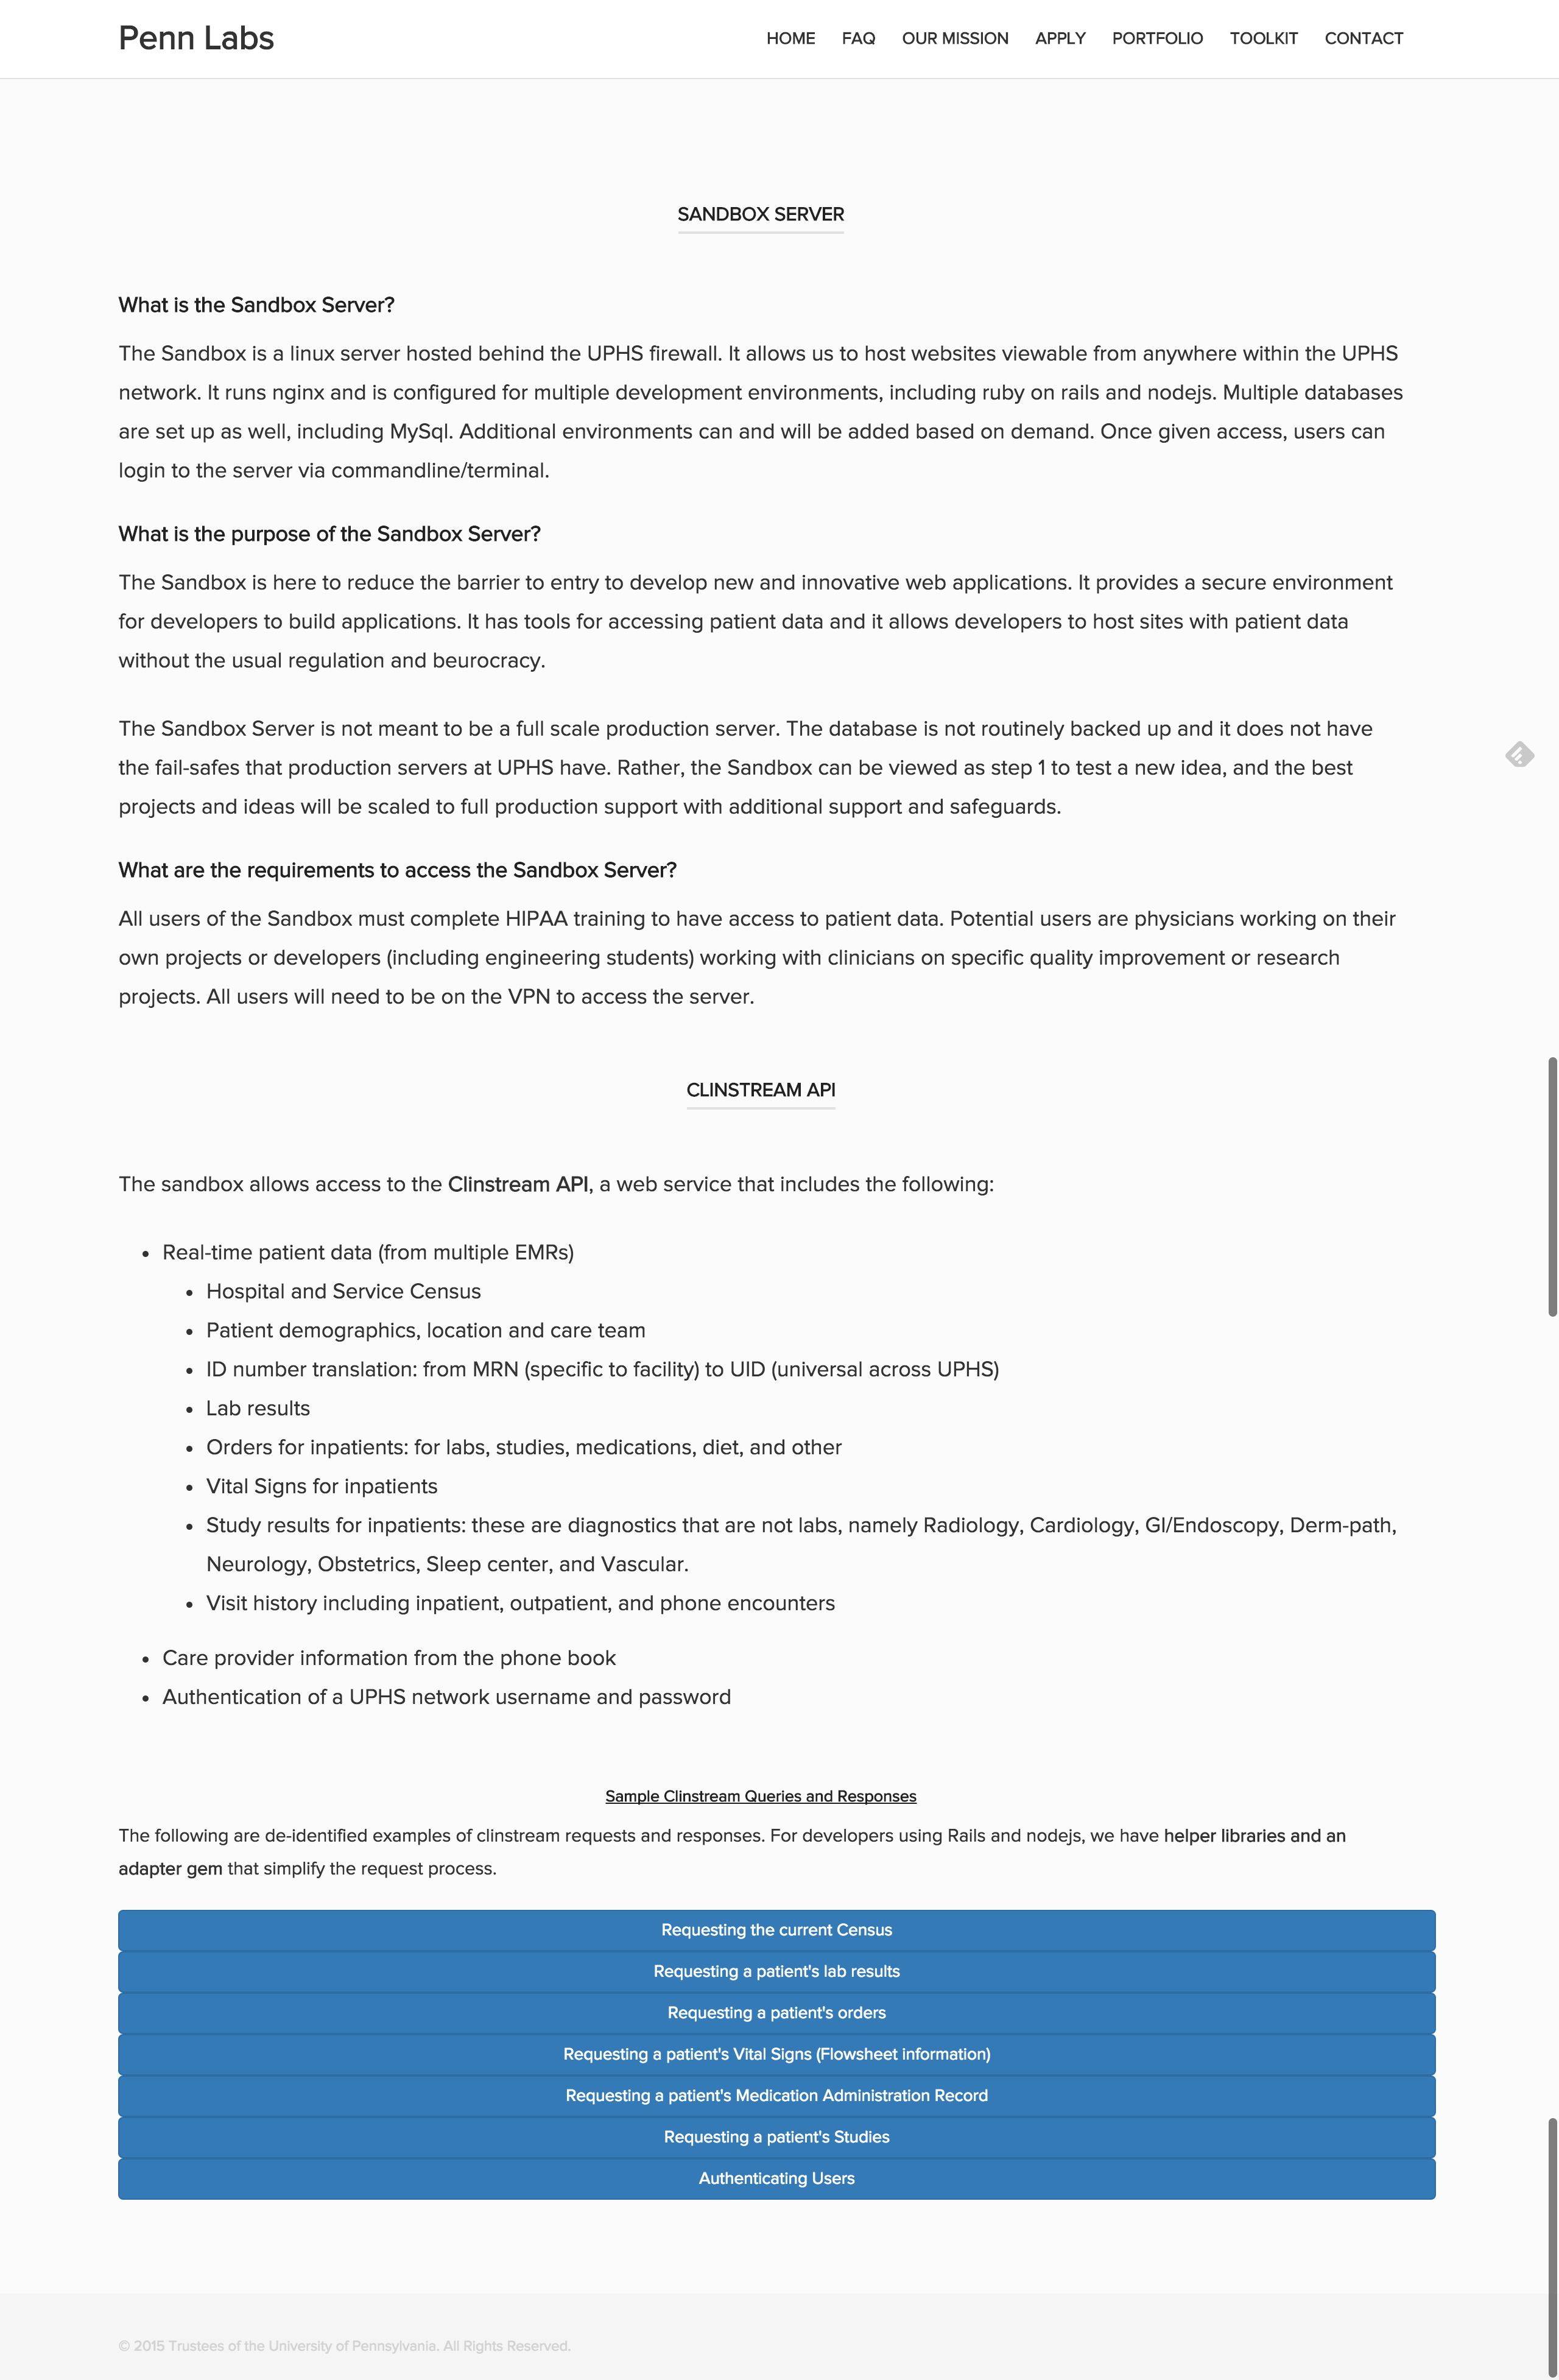 Penn Labs
HOME FAQ OUR MISSION APPLY PORTFOLIO TOOLKIT CONTACT
SANDBOX SERVER
What is the Sandbox Server?
The Sandbox is a linux server hosted behind the UPHS firewall. It allows us to host websites viewable from anywhere within the UPHS
network. It runs nginx and is configured for multiple development environments, including ruby on rails and nodejs. Multiple databases
are set up as well, including MySql. Additional environments can and will be added based on demand. Once given access, users can
login to the server via commandline/terminal.
What is the purpose of the Sandbox Server?
The Sandbox is here to reduce the barrier to entry to develop new and innovative web applications. It provides a secure environment
for developers to build applications. It has tools for accessing patient data and it allows developers to host sites with patient data
without the usual regulation and beurocracy.
The Sandbox Server is not meant to be a full scale production server. The database is not routinely backed up and it does not have
the fail-safes that production servers at UPHS have. Rather, the Sandbox can be viewed as step 1 to test a new idea, and the best
projects and ideas will be scaled to full production support with additional support and safeguards.
What are the requirements to access the Sandbox Server?
All users of the Sandbox must complete HIPAA training to have access to patient data. Potential users are physicians working on their
own projects or developers (including engineering students) working with clinicians on specific quality improvement or research
projects. All users will need to be on the VPN to access the server.
CLINSTREAM API
The sandbox allows access to the Clinstream API, a web service that includes the following:
• Real-time patient data (from multiple EMRs)
• Hospital and Service Census
• Patient demographics, location and care team
• ID number translation: from MRN (specific to facility) to UID (universal across UPHS)
• Lab results
• Orders for inpatients: for labs, studies, medications, diet, and other
• Vital Signs for inpatients
• Study results for inpatients: these are diagnostics that are not labs, namely Radiology, Cardiology, GI/Endoscopy, Derm-path,
Neurology, Obstetrics, Sleep center, and Vascular.
• Visit history including inpatient, outpatient, and phone encounters
• Care provider information from the phone book
• Authentication of a UPHS network username and password
Sample Clinstream Queries and Responses
The following are de-identified examples of clinstream requests and responses. For developers using Rails and nodejs, we have helper libraries and an
adapter gem that simplify the request process.
Requesting the current Census
Requesting a patient's lab results
Requesting a patient's orders
Requesting a patient's Vital Signs (Flowsheet information)
Requesting a patient's Medication Administration Record
Requesting a patient's Studies
Authenticating Users
© 2015 Trustees of the University of Pennsylvania. All Rights Reserved.